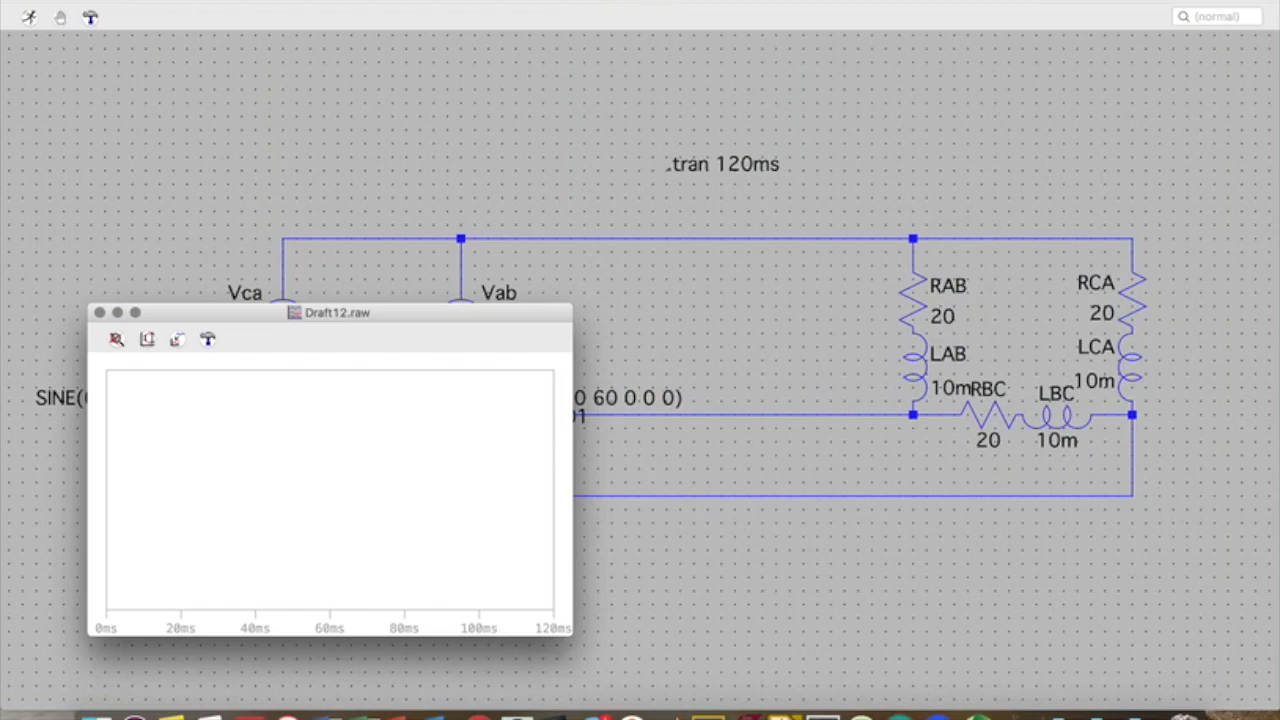 (normal)
.tran 120ms
Vca
Vab
RAB
20
LAB
10m
RCA
20
LCA
10m
RBC
20
LBC
10m
SINE(
0 60 0 0 0)
Draft12.raw
0ms 20ms 40ms 60ms 80ms 100ms 120ms